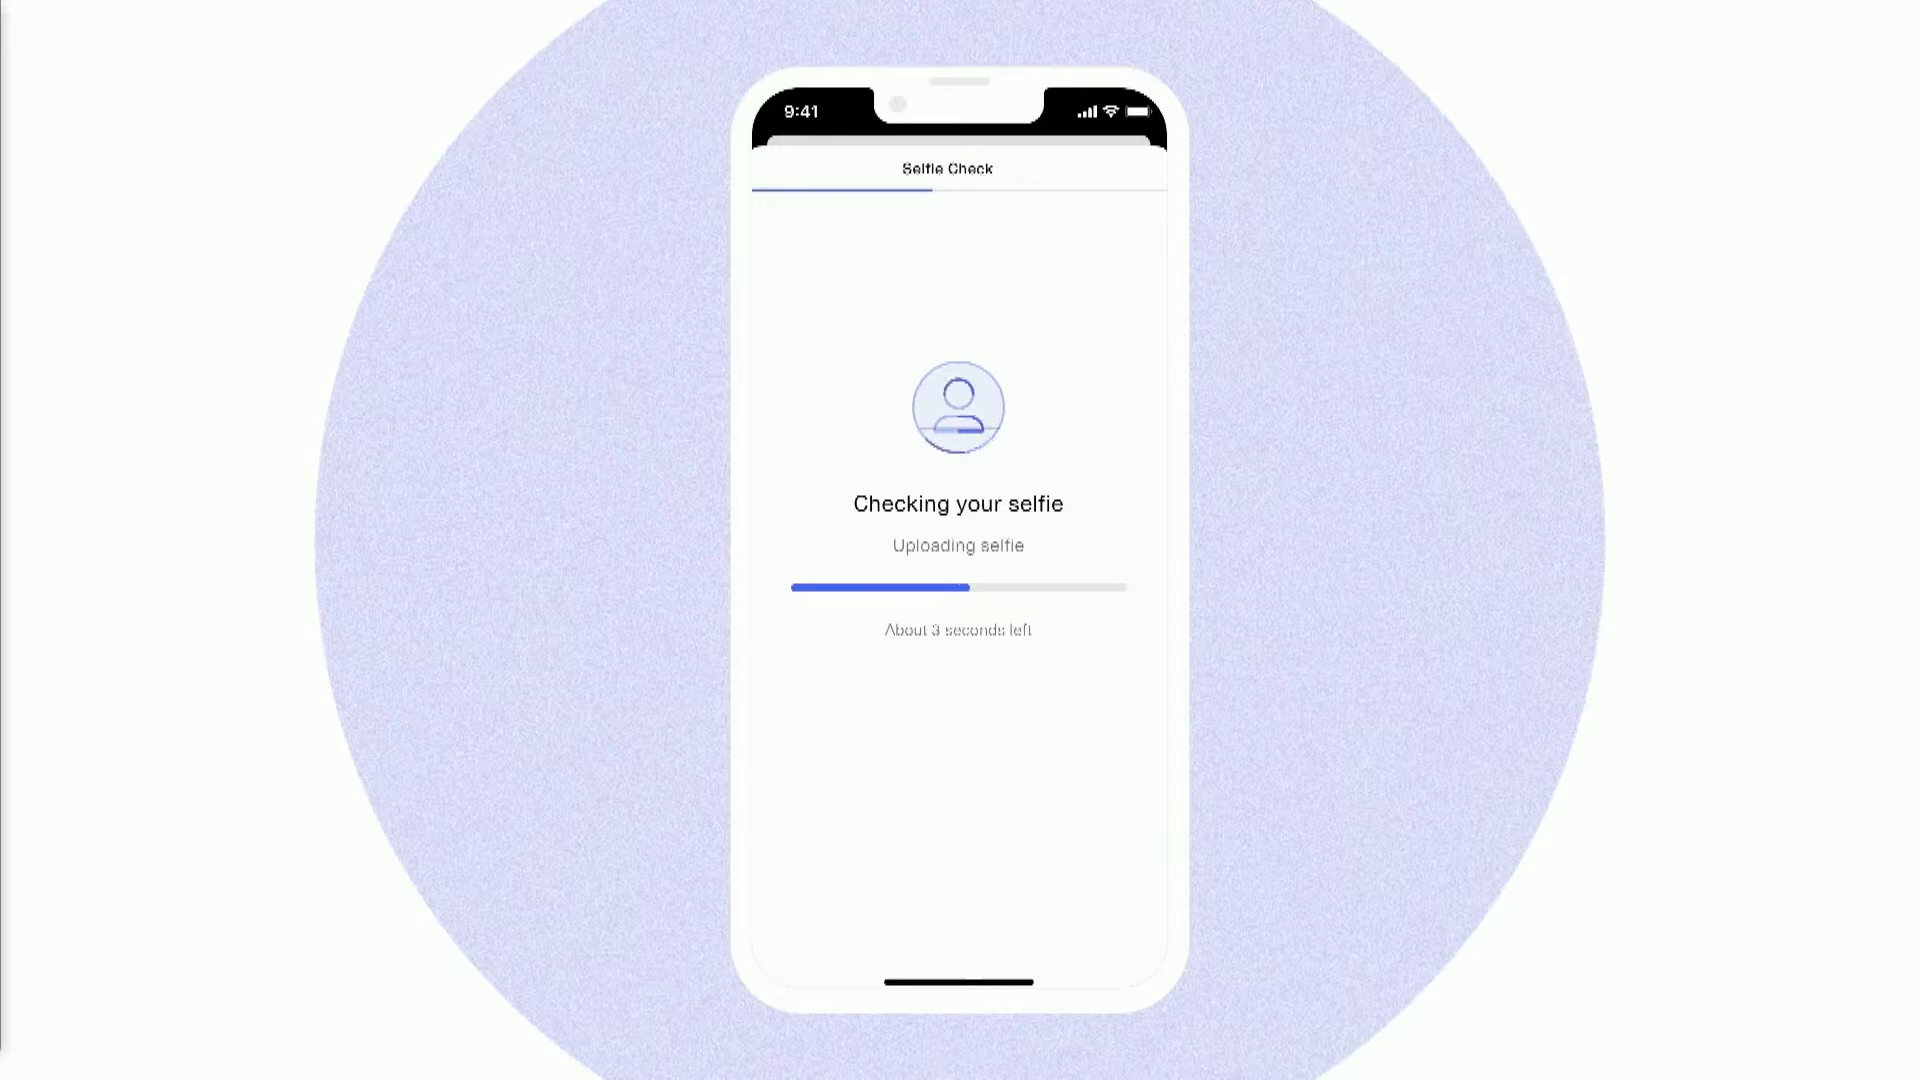 9:41
Selfie Check
Checking your selfie
Uploading selfie
About 3 seconds left